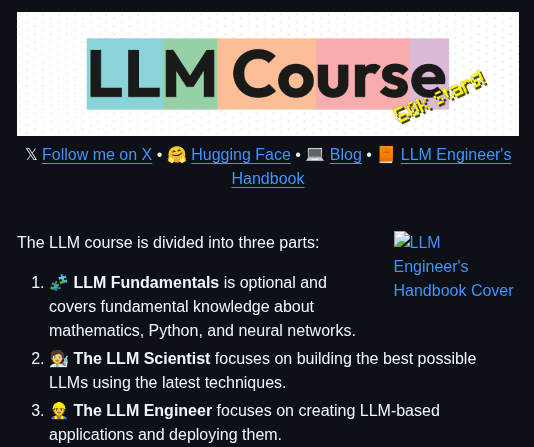 LLM Course
50k Stars!
𝕏 Follow me on X • 🤗 Hugging Face • 💻 Blog • 📙 LLM Engineer's
Handbook
The LLM course is divided into three parts:
LLM
Engineer's
Handbook Cover
1. 🧩 LLM Fundamentals is optional and
covers fundamental knowledge about
mathematics, Python, and neural networks.
2. 🧑‍🔬 The LLM Scientist focuses on building the best possible
LLMs using the latest techniques.
3. 👷 The LLM Engineer focuses on creating LLM-based
applications and deploying them.